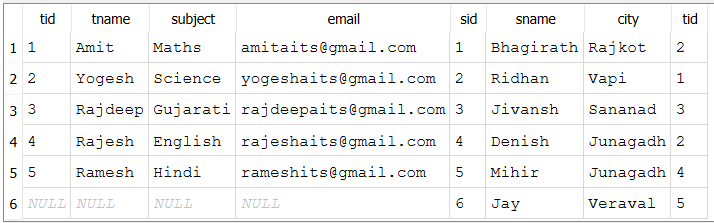 tid tname subject email sid sname city tid
1 1 Amit Maths amitaits@gmail.com 1 Bhagirath Rajkot 2
2 2 Yogesh Science yogeshaits@gmail.com 2 Ridhan Vapi 1
3 3 Rajdeep Gujarati rajdeepaits@gmail.com 3 Jivansh Sananad 3
4 4 Rajesh English rajeshaits@gmail.com 4 Denish Junagadh 2
5 5 Ramesh Hindi rameshits@gmail.com 5 Mihir Junagadh 4
6 NULL NULL NULL NULL 6 Jay Veraval 5